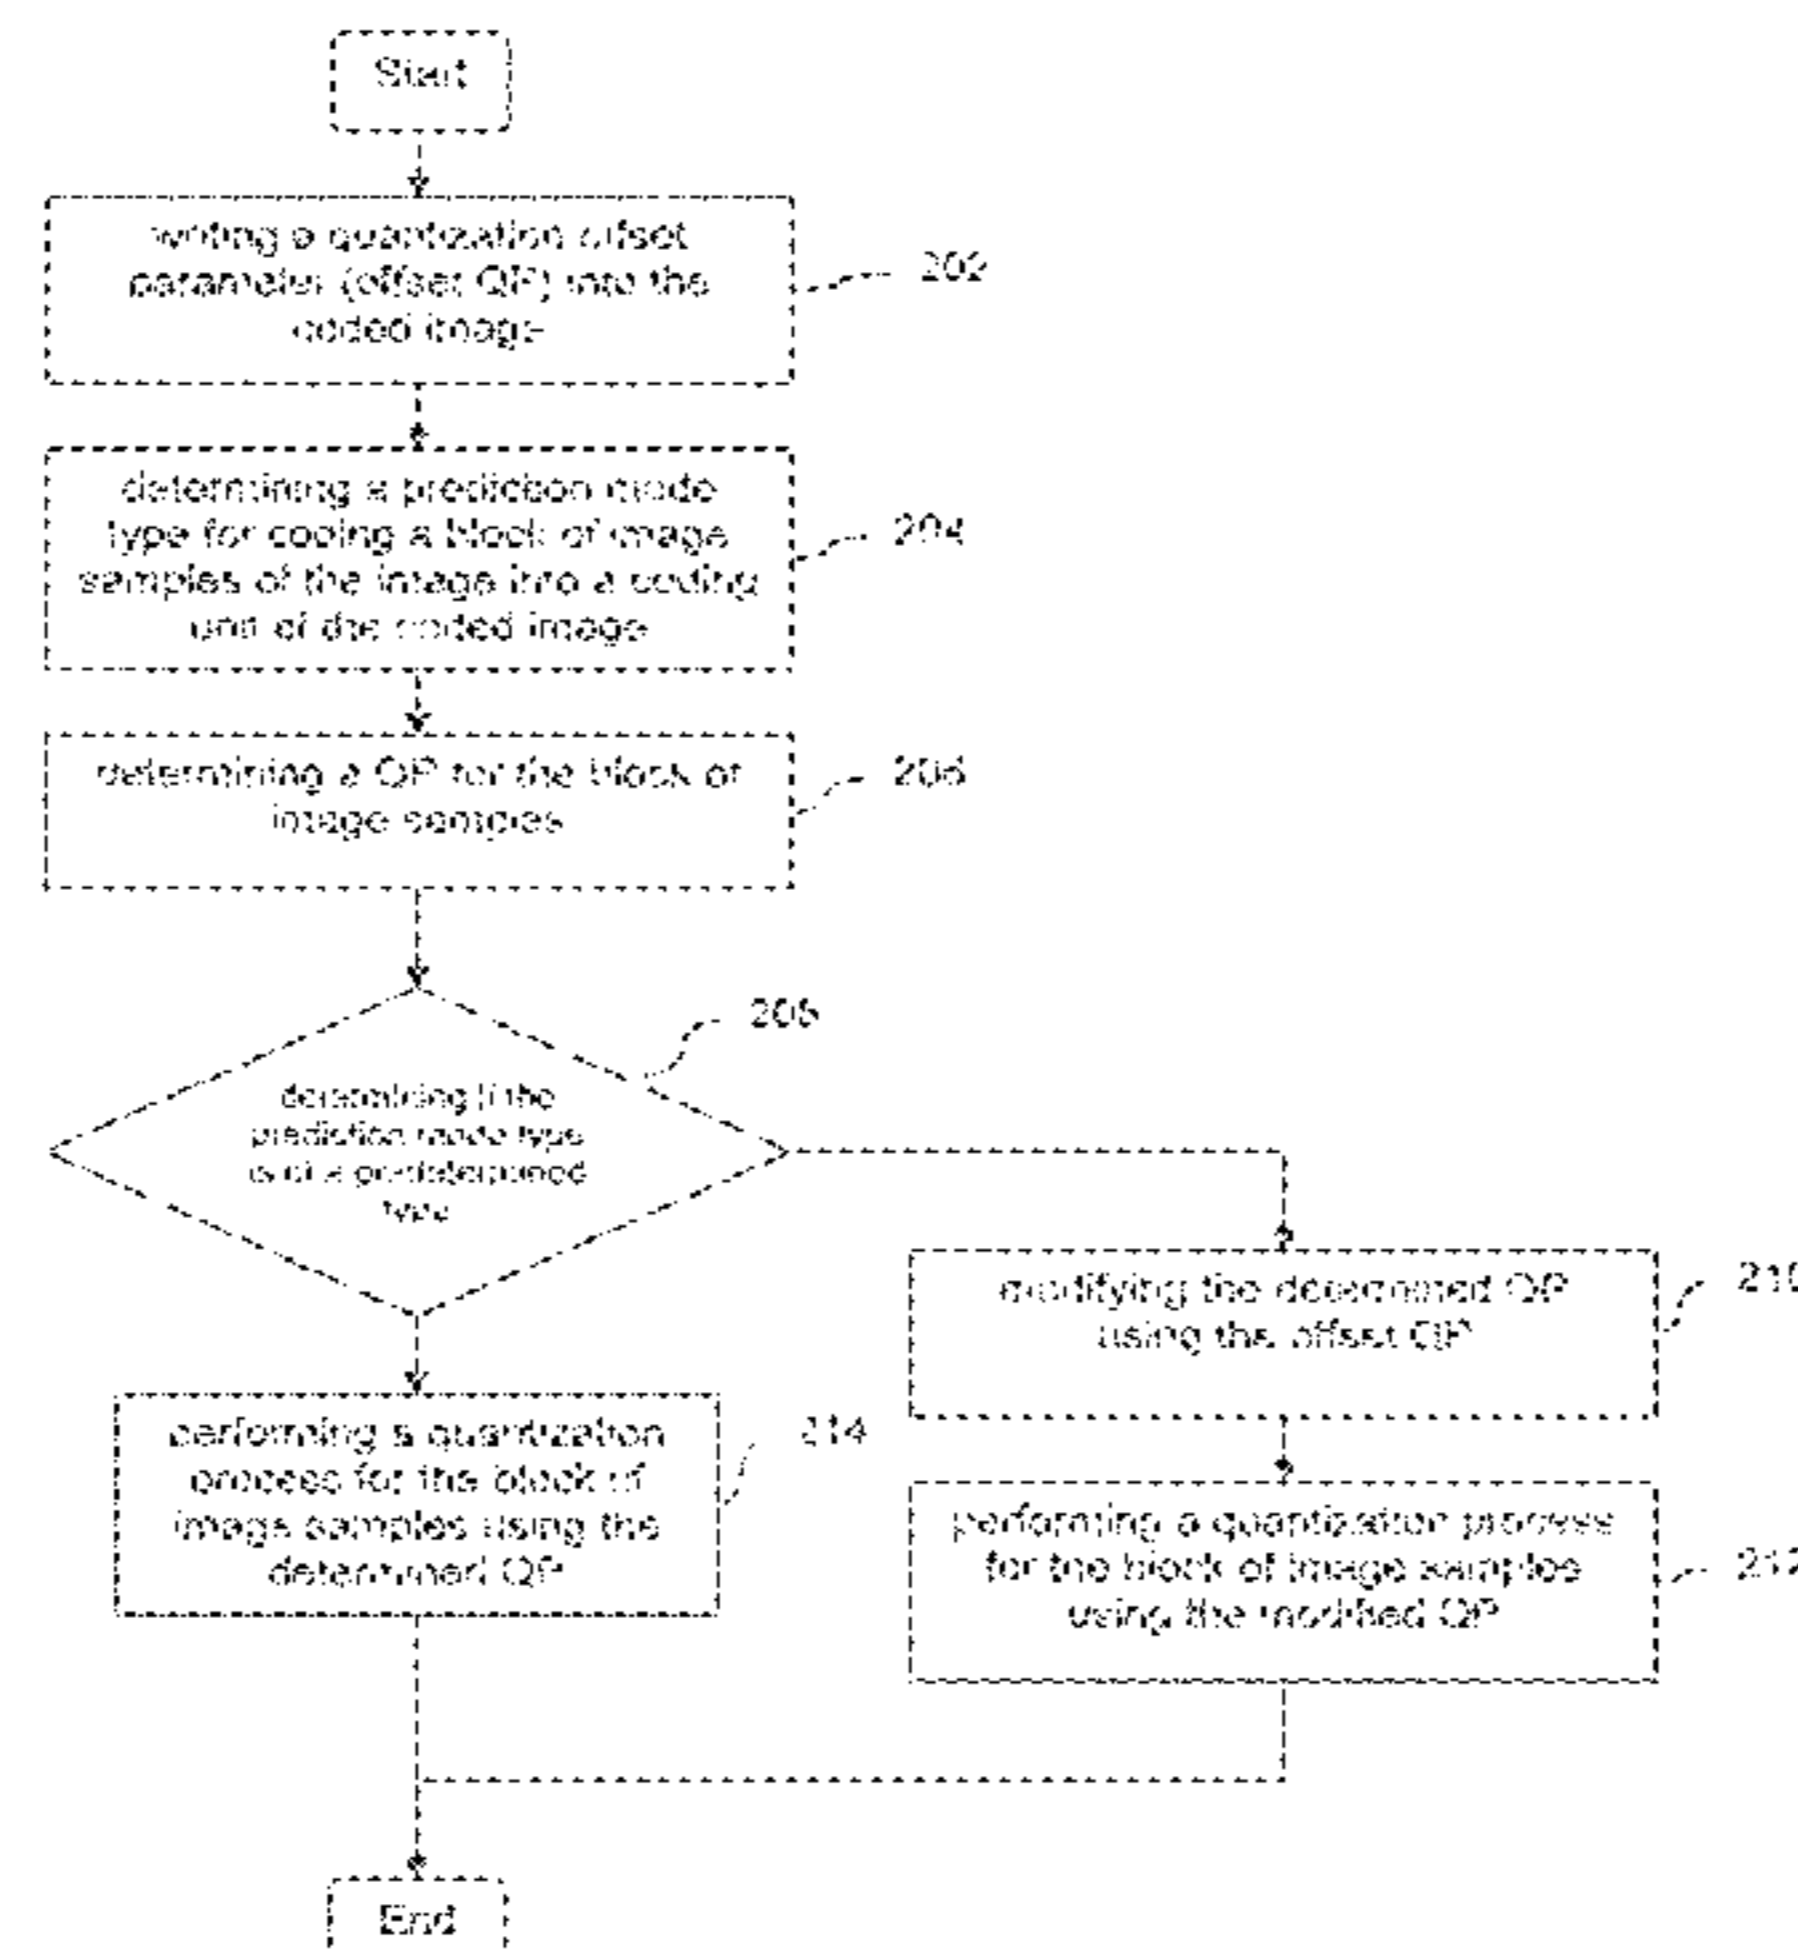 Start
writing a quantization offset
parameter (offset QP) into the
coded image
202
determining a prediction mode
type for coding a block of image
samples of the image into a coding
unit of the coded image
204
determining a QP for the block of
image samples
206
determining if the
prediction mode type
is of a predetermined
type
modifying the determined QP
using the offset QP
210
performing a quantization
process for the block of
image samples using the
determined QP
214
performing a quantization process
for the block of image samples
using the modified QP
212
End